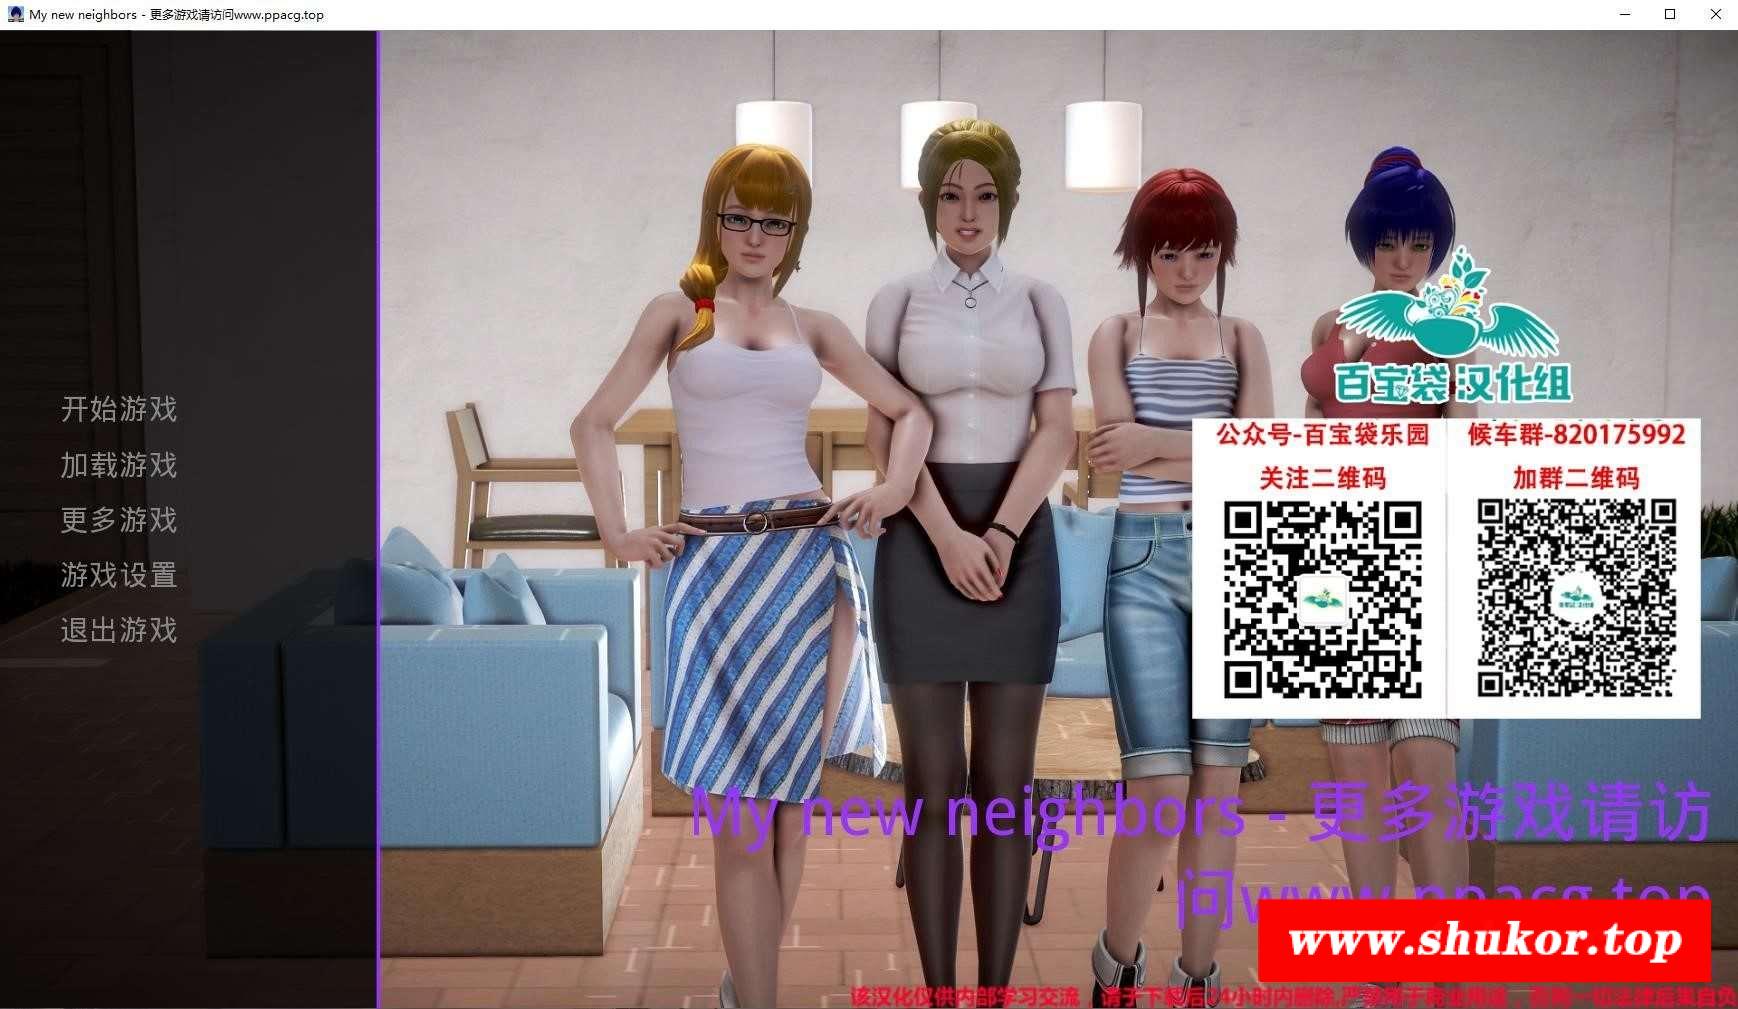 My new neighbors - 更多游戏请访问www.ppacg.top
开始游戏
加载游戏
更多游戏
游戏设置
退出游戏
百宝袋汉化组
公众号-百宝袋乐园
关注二维码
候车群-820175992
加群二维码
My new neighbors - 更多游戏请访
问www.ppacg.top
www.shukor.top
该汉化仅供内部学习交流，请于下载后24小时内删除,严禁用于商业用途，否则一切法律后果自负